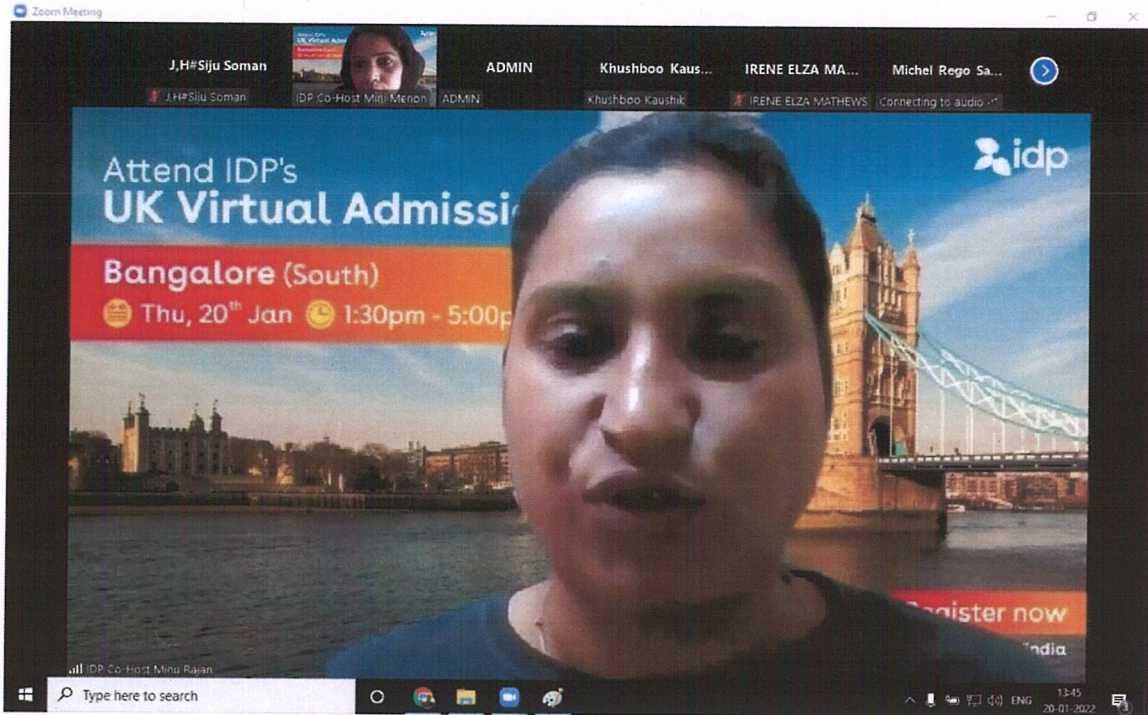 Zoom Meeting
J,H#Siju Soman
ADMIN
Khushboo Kaus...
IRENE ELZA MA...
Michel Rego Sa...
J,H#Siju Soman
IDP Co-Host Mini Menon
ADMIN
Khushboo Kaushik
IRENE ELZA MATHEWS
Connecting to audio
idp
Attend IDP's
UK Virtual Admissi
Bangalore (South)
Thu, 20th Jan 1:30pm - 5:00p
Register now
india
IDP Co-Host Minu Rajan
Type here to search
ENG
13:45
20-01-2022